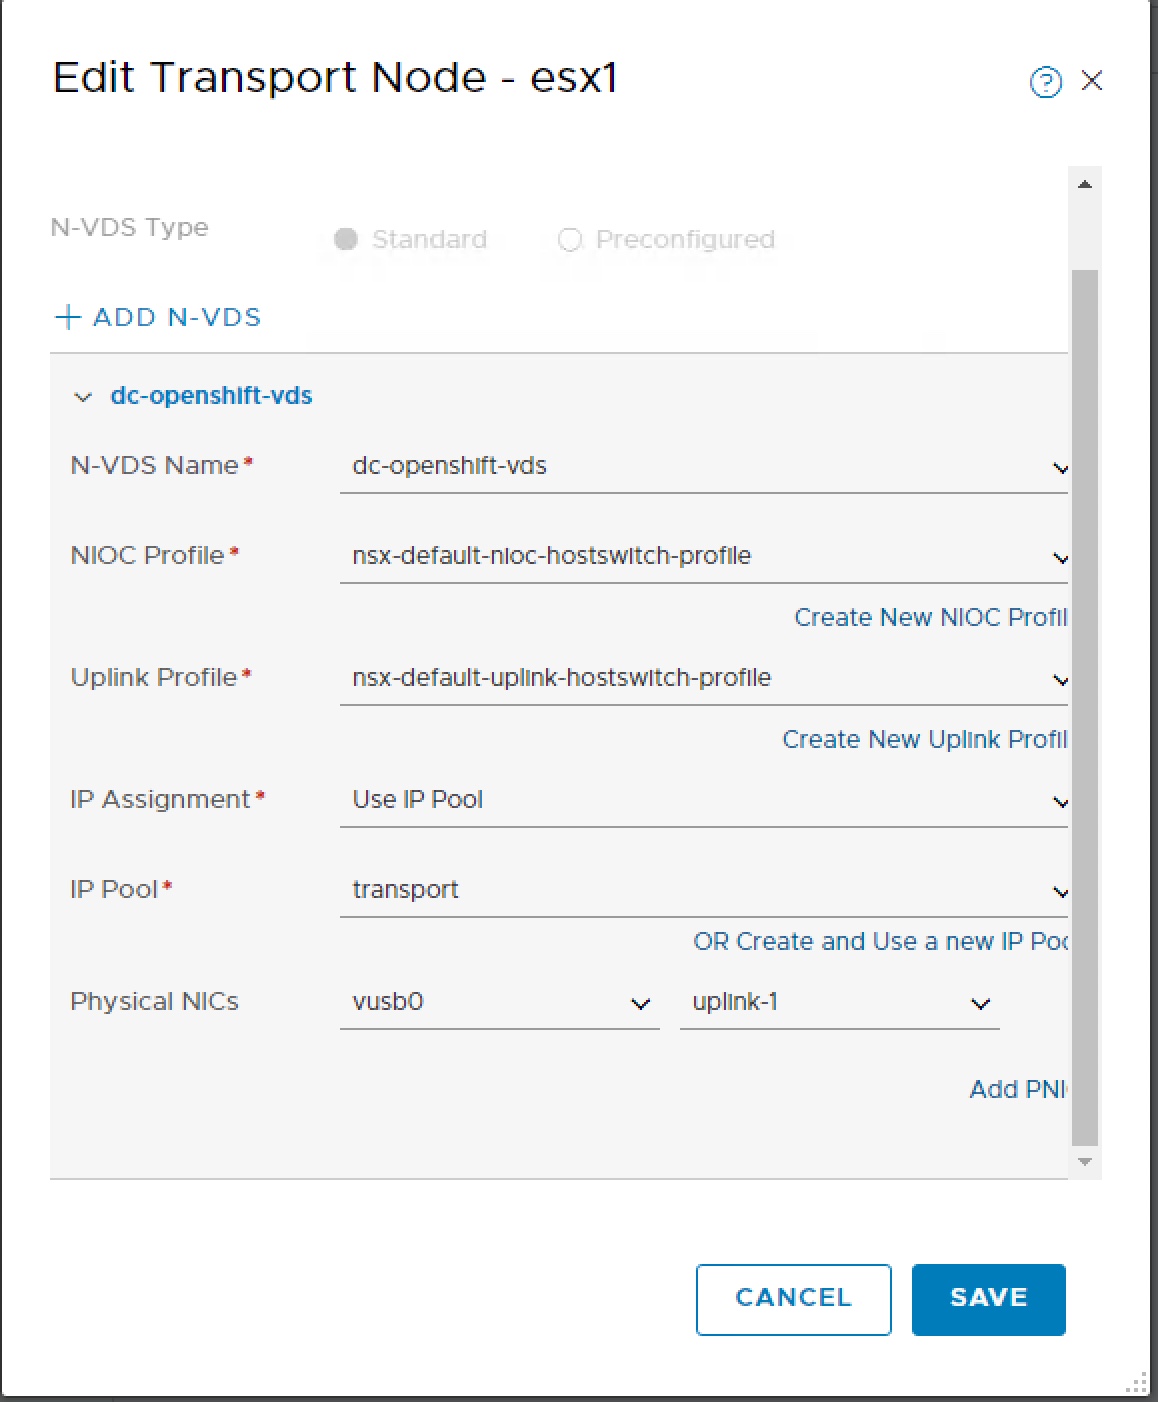 Edit Transport Node - esx1
N-VDS Type
Standard
Preconfigured
ADD N-VDS
dc-openshift-vds
N-VDS Name* dc-openshift-vds
NIOC Profile* nsx-default-nioc-hostswitch-profile
Create New NIOC Profil
Uplink Profile* nsx-default-uplink-hostswitch-profile
Create New Uplink Profil
IP Assignment* Use IP Pool
IP Pool* transport
OR Create and Use a new IP Poo
Physical NICs vusb0 uplink-1
Add PNI
CANCEL SAVE